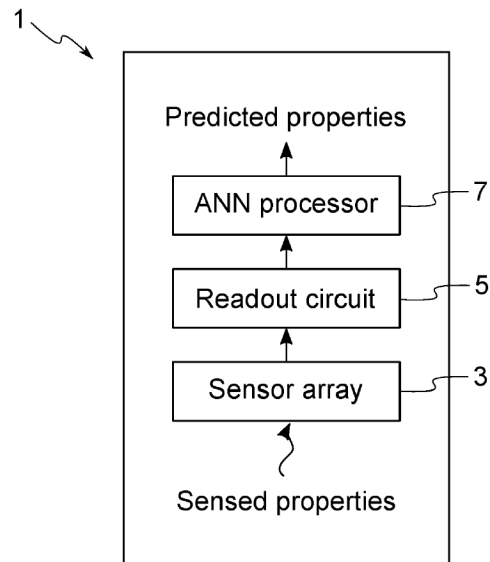 1
Predicted properties
ANN processor
7
Readout circuit
5
Sensor array
3
Sensed properties